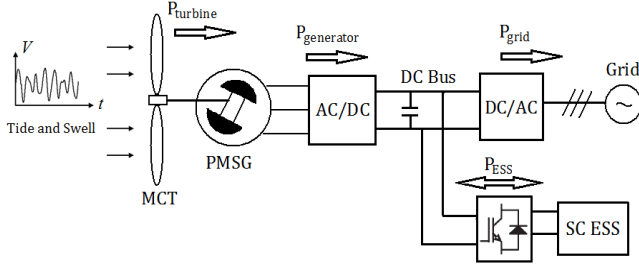 P_turbine
P_generator
P_grid
V
t
Tide and Swell
MCT
PMSG
AC/DC
DC Bus
DC/AC
Grid
P_ESS
SC ESS